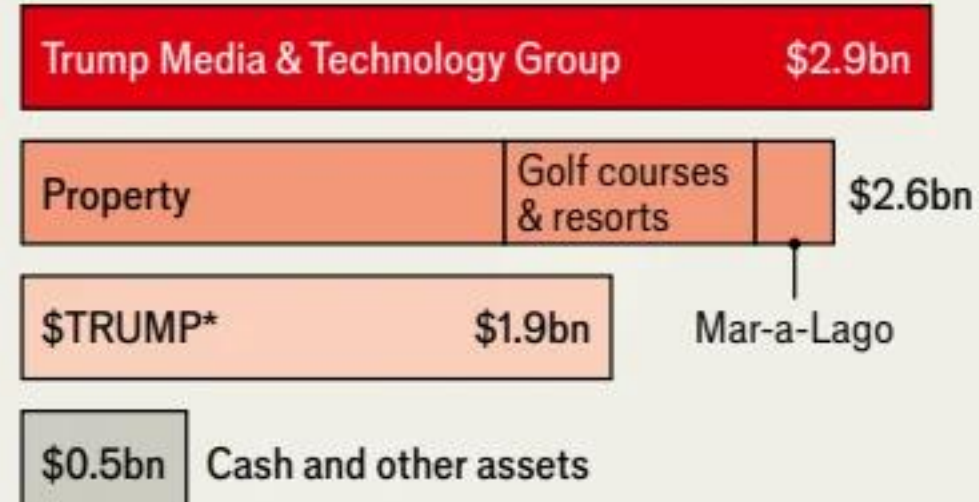 Trump Media & Technology Group $2.9bn
Property Golf courses & resorts $2.6bn
$TRUMP* $1.9bn Mar-a-Lago
$0.5bn Cash and other assets